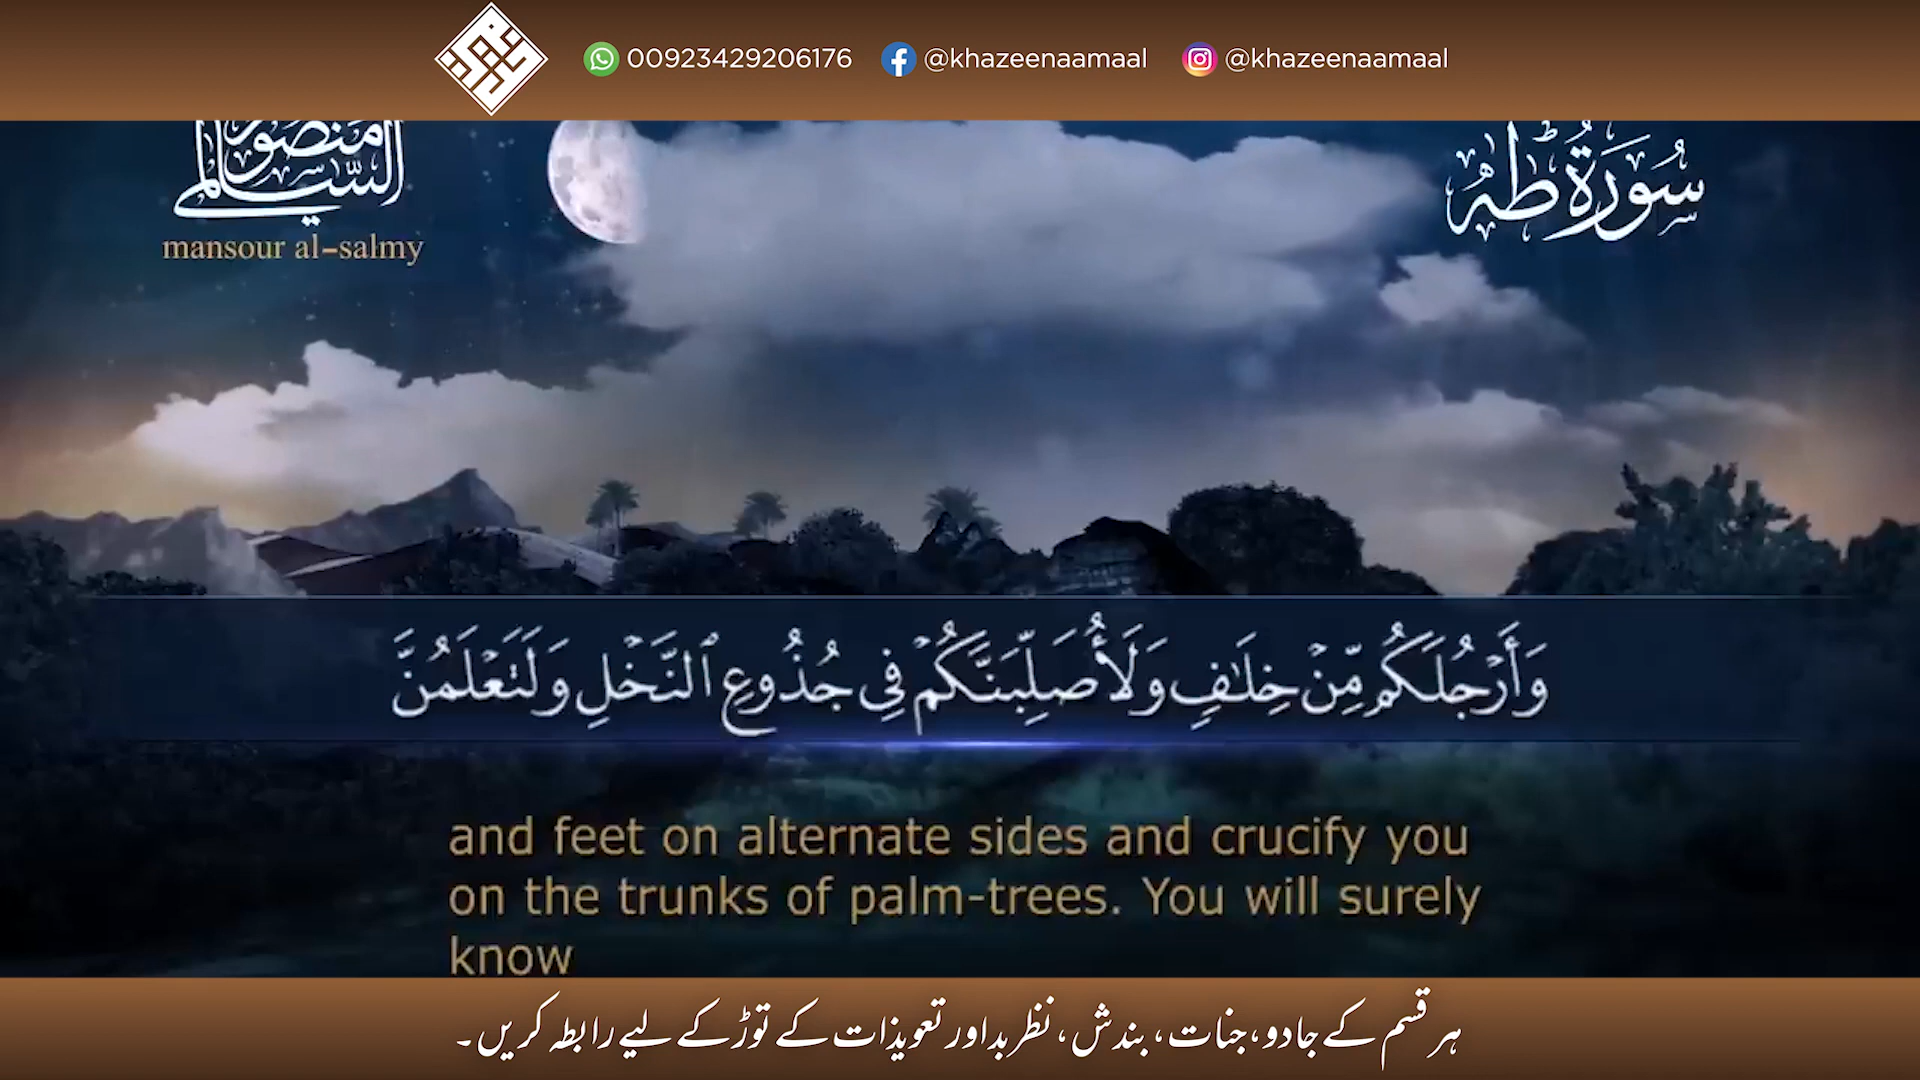 00923429206176 @khazeenaamaal @khazeenaamaal
منصور السالمي
mansour al-salmy
سُورَةُ طٰهٰ
وَأَرۡجُلَكُم مِّنۡ خِلَـٰفٍ وَلَأُصَلِّبَنَّكُمۡ فِى جُذُوعِ ٱلنَّخۡلِ وَلَتَعۡلَمُنَّ
and feet on alternate sides and crucify you
on the trunks of palm-trees. You will surely
know
ہر قسم کے جادو، جنات، بندش، نظر بد اور تعویذات کے توڑ کے لیے رابطہ کریں۔